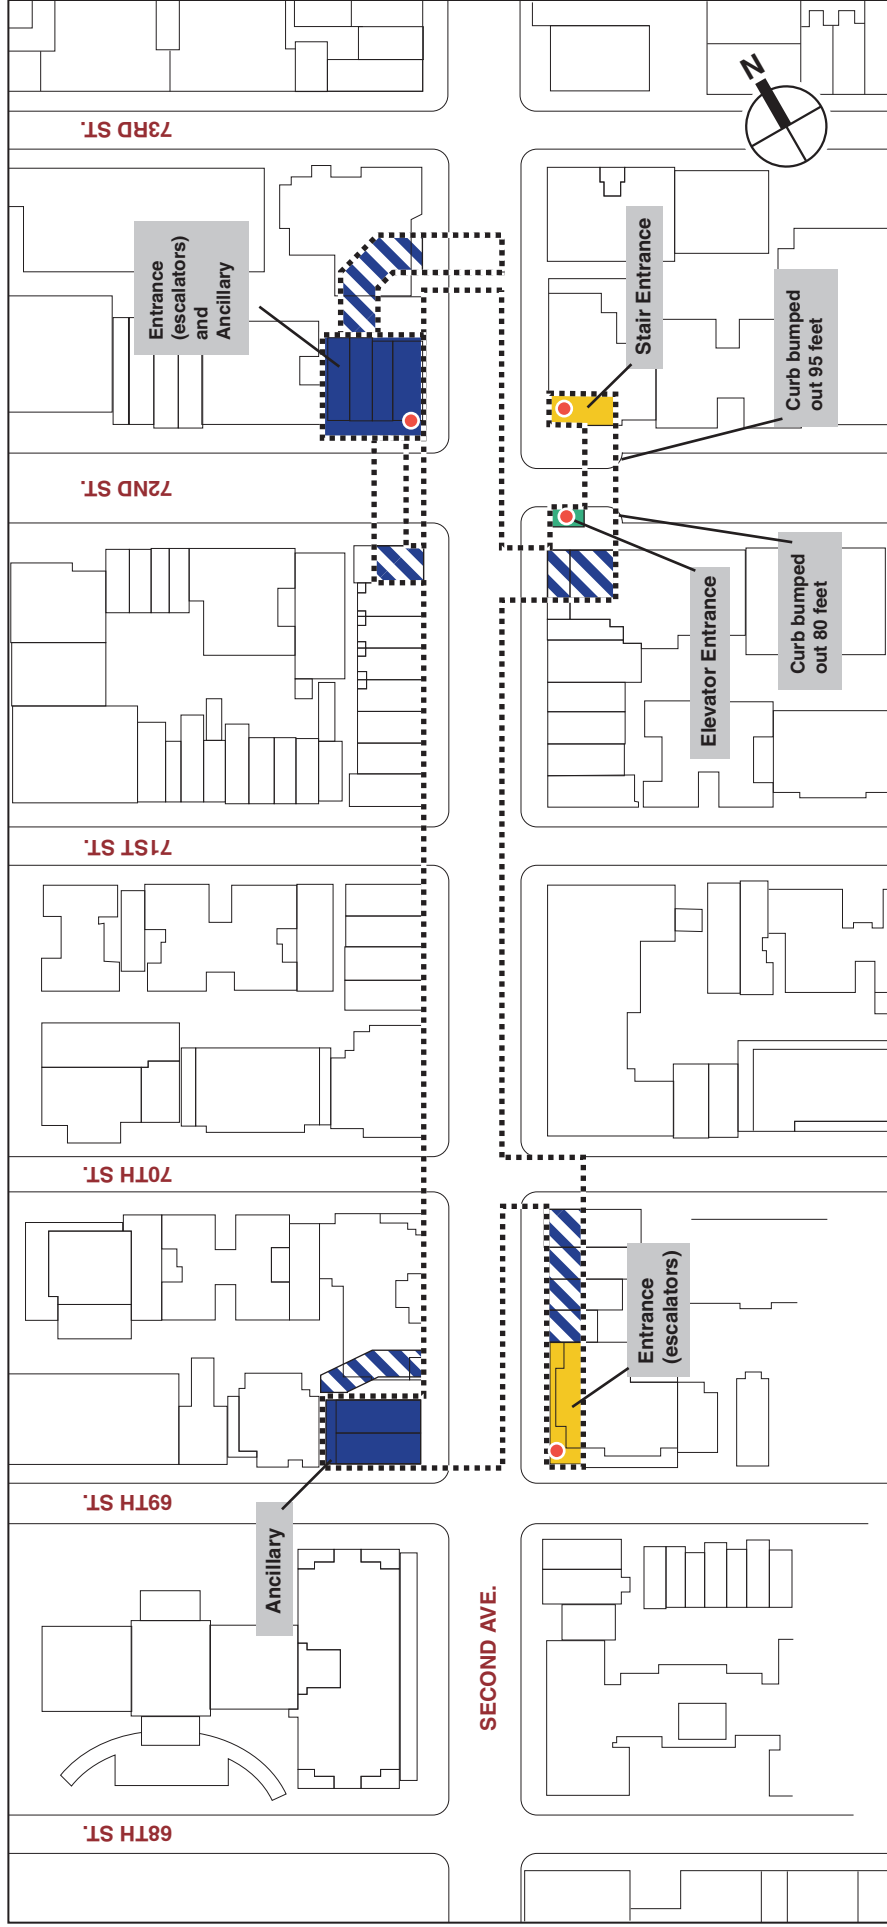 73RD ST.
N
Entrance
(escalators)
and
Ancillary
Stair Entrance
Curb bumped
out 95 feet
72ND ST.
Elevator Entrance
Curb bumped
out 80 feet
71ST ST.
70TH ST.
Entrance
(escalators)
69TH ST.
Ancillary
SECOND AVE.
68TH ST.